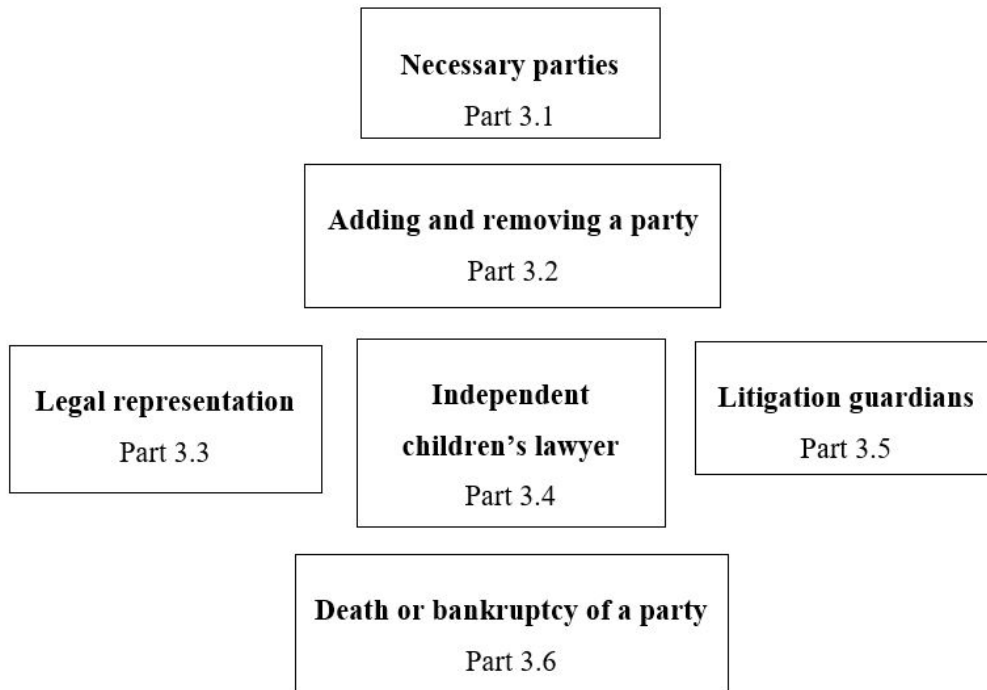 Necessary parties
Part 3.1
Adding and removing a party
Part 3.2
Legal representation
Part 3.3
Independent
children’s lawyer
Part 3.4
Litigation guardians
Part 3.5
Death or bankruptcy of a party
Part 3.6